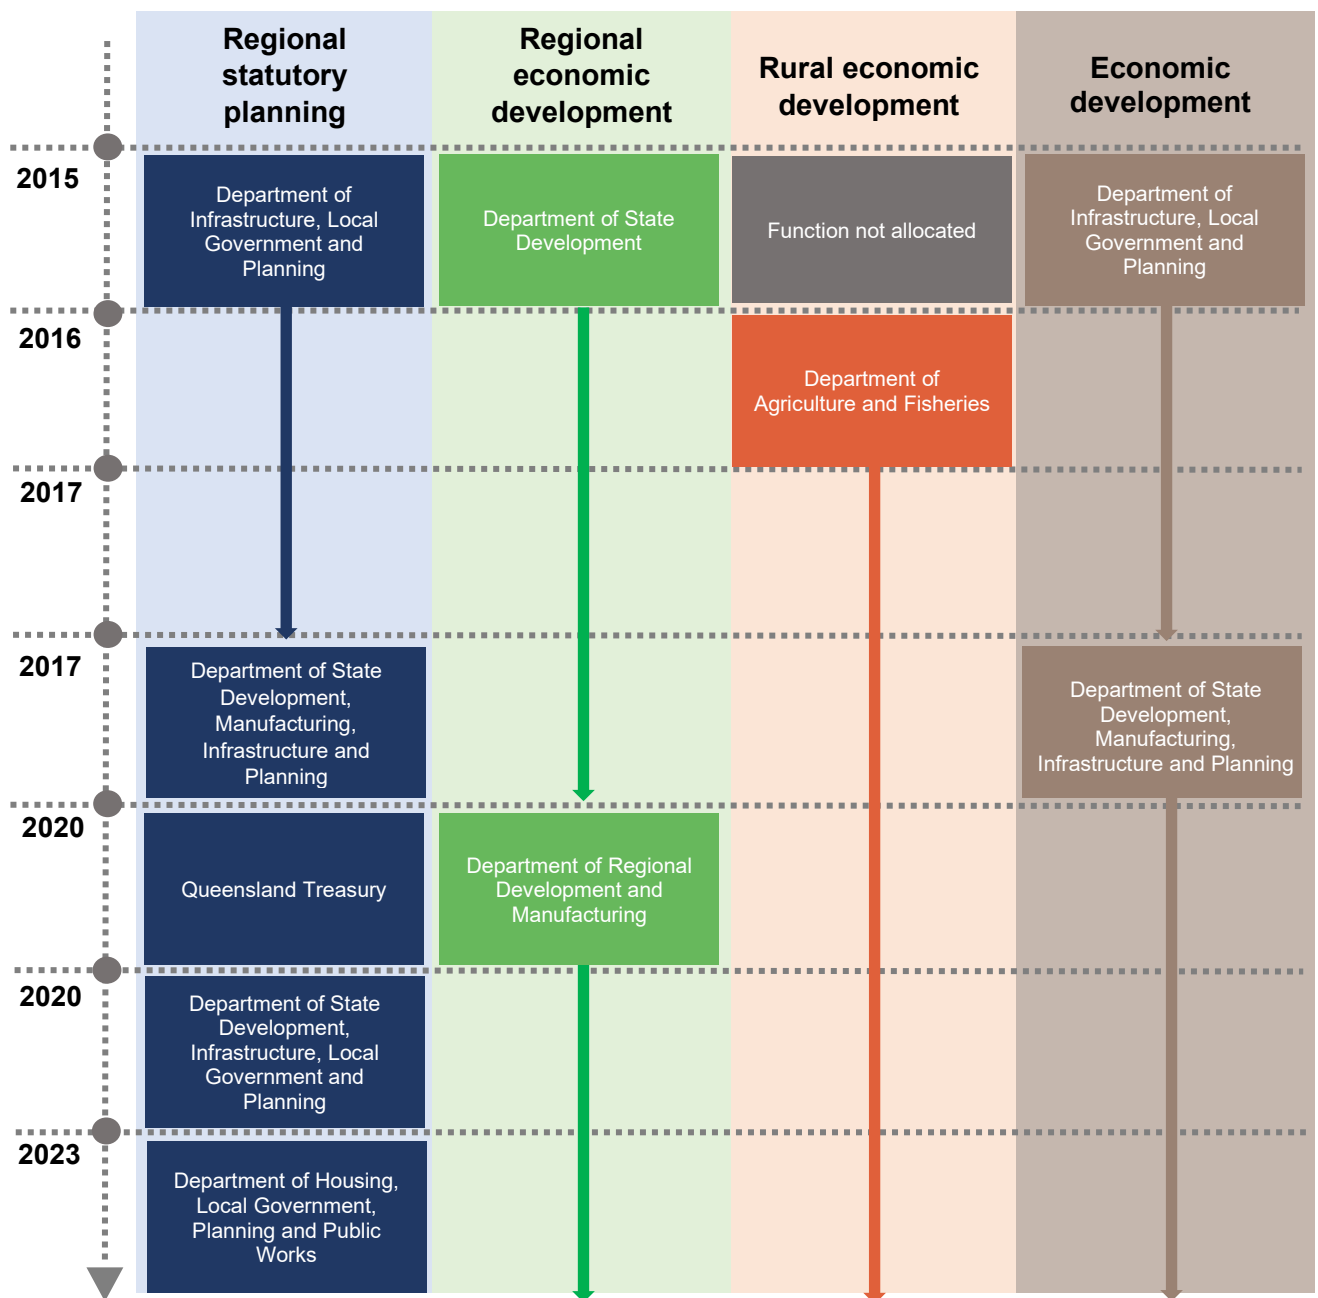 Regional
statutory
planning
Regional
economic
development
Rural economic
development
Economic
development
2015
Department of
Infrastructure, Local
Government and
Planning
Department of State
Development
Function not allocated
Department of
Infrastructure, Local
Government and
Planning
2016
Department of
Agriculture and Fisheries
2017
2017
Department of State
Development,
Manufacturing,
Infrastructure and
Planning
Department of State
Development,
Manufacturing,
Infrastructure and Planning
2020
Queensland Treasury
Department of Regional
Development and
Manufacturing
2020
Department of State
Development,
Infrastructure, Local
Government and
Planning
2023
Department of Housing,
Local Government,
Planning and Public
Works